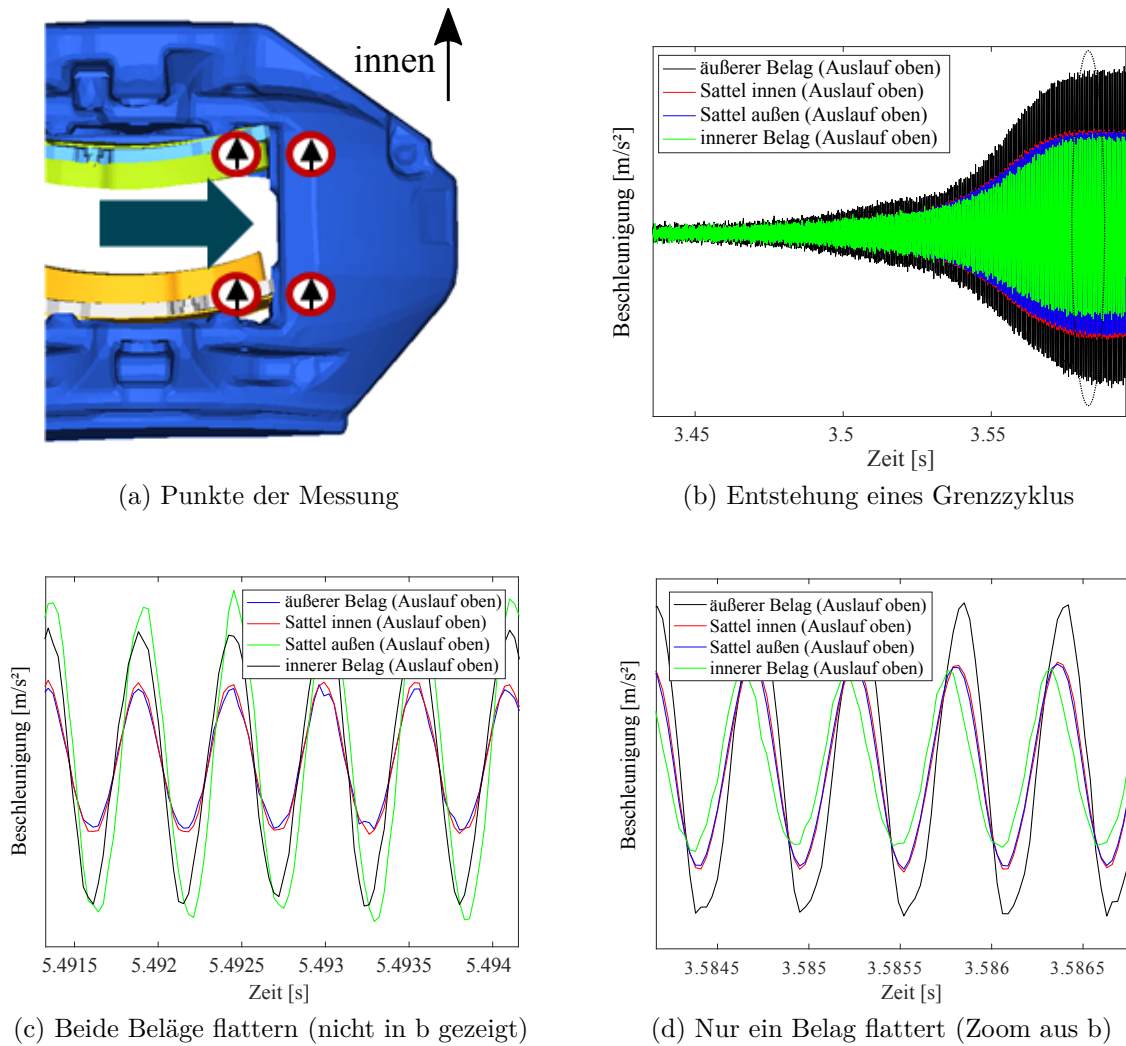 innen
(a) Punkte der Messung
Beschleunigung [m/s²]
äußerer Belag (Auslauf oben)
Sattel innen (Auslauf oben)
Sattel außen (Auslauf oben)
innerer Belag (Auslauf oben)
3.45 3.5 3.55
Zeit [s]
(b) Entstehung eines Grenzzyklus
Beschleunigung [m/s²]
äußerer Belag (Auslauf oben)
Sattel innen (Auslauf oben)
Sattel außen (Auslauf oben)
innerer Belag (Auslauf oben)
5.4915 5.492 5.4925 5.493 5.4935 5.494
Zeit [s]
(c) Beide Beläge flattern (nicht in b gezeigt)
Beschleunigung [m/s²]
äußerer Belag (Auslauf oben)
Sattel innen (Auslauf oben)
Sattel außen (Auslauf oben)
innerer Belag (Auslauf oben)
3.5845 3.585 3.5855 3.586 3.5865
Zeit [s]
(d) Nur ein Belag flattert (Zoom aus b)